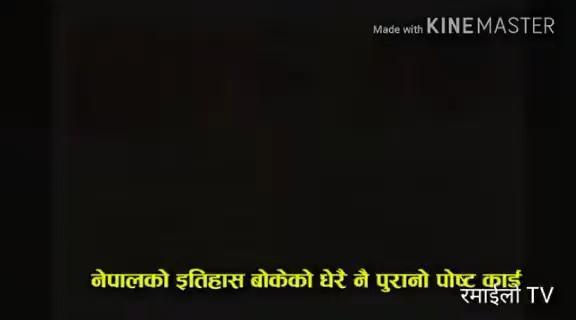 Made with KINEMASTER
नेपालको इतिहास बोकेको धेरै नै पुरानो पोष्ट कार्ड
रमाईलो TV